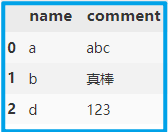 name comment
0 a abc
1 b 真棒
2 d 123